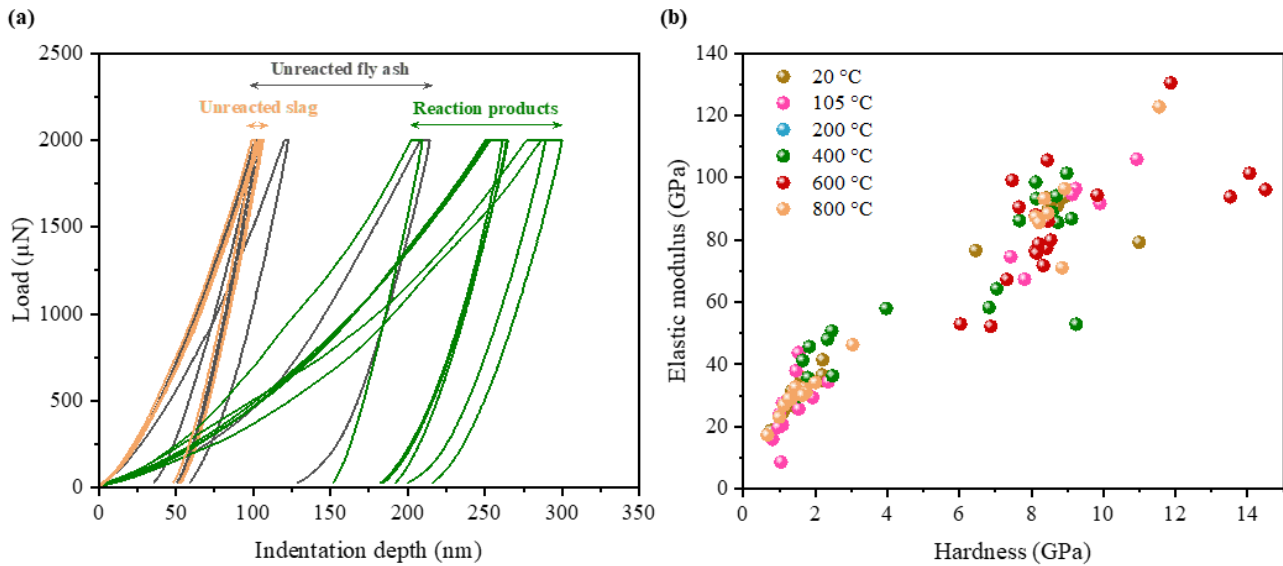 (a)
2500
2000
1500
1000
500
0
Load (µN)
Unreacted fly ash
Unreacted slag
Reaction products
0 50 100 150 200 250 300 350
Indentation depth (nm)
(b)
140
120
100
80
60
40
20
0
Elastic modulus (GPa)
20 °C
105 °C
200 °C
400 °C
600 °C
800 °C
0 2 4 6 8 10 12 14
Hardness (GPa)